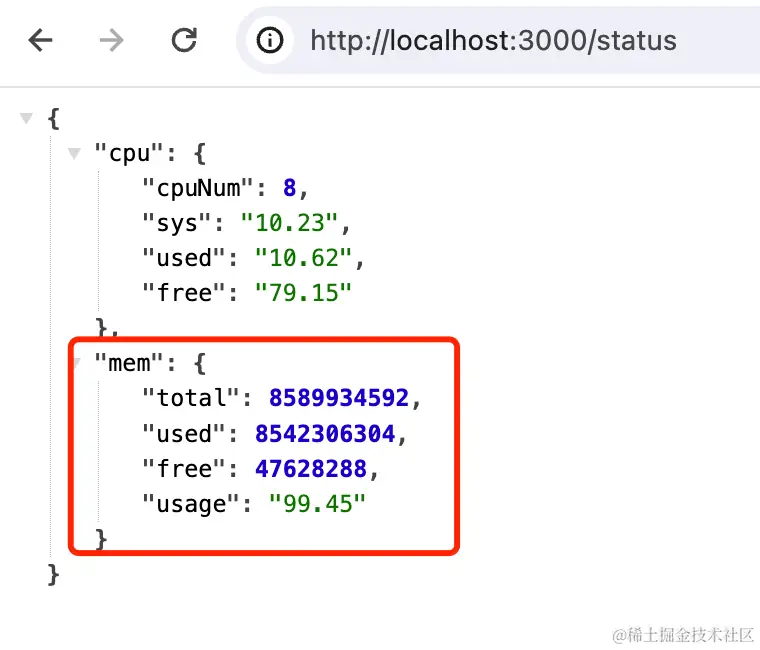 http://localhost:3000/status
{
"cpu": {
"cpuNum": 8,
"sys": "10.23",
"used": "10.62",
"free": "79.15"
},
"mem": {
"total": 8589934592,
"used": 8542306304,
"free": 47628288,
"usage": "99.45"
}
}
@稀土掘金技术社区